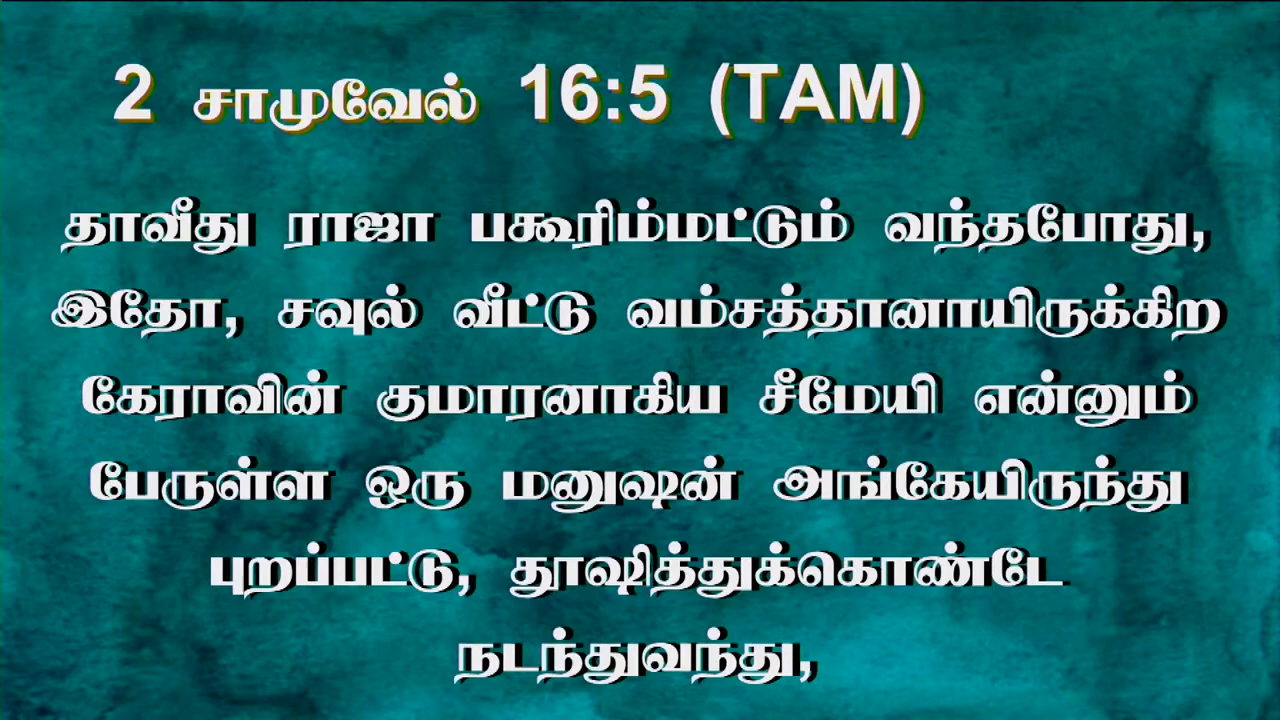 2 சாமுவேல் 16:5 (TAM)
தாவீது ராஜா பகூரிம்மட்டும் வந்தபோது,
இதோ, சவுல் வீட்டு வம்சத்தானாயிருக்கிற
கேராவின் குமாரனாகிய சீமேயி என்னும்
பேருள்ள ஒரு மனுஷன் அங்கேயிருந்து
புறப்பட்டு, தூஷித்துக்கொண்டே
நடந்துவந்து,